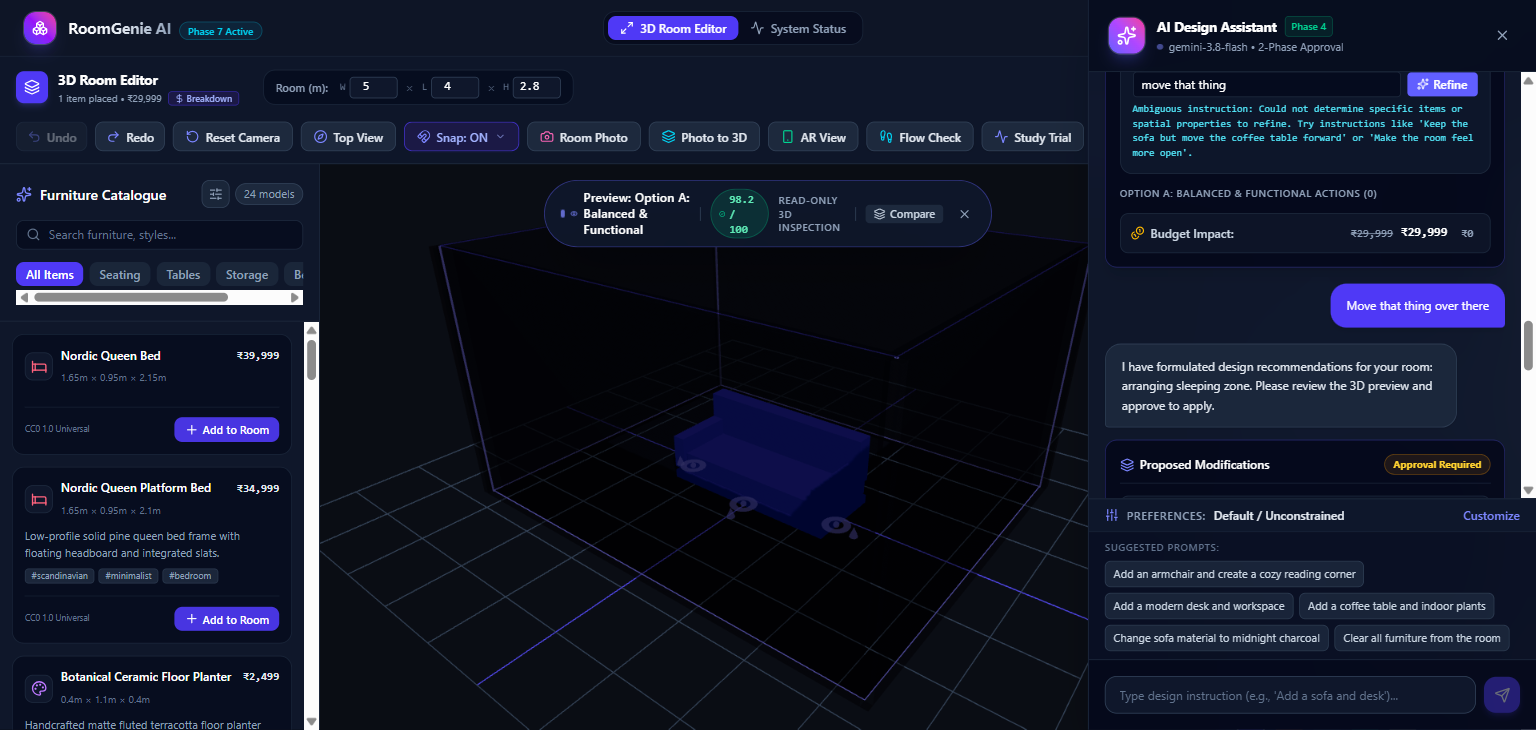 RoomGenie AI
Phase 7 Active
3D Room Editor
System Status
3D Room Editor
1 item placed • ₹29,999
$ Breakdown
Room (m): W 5 × L 4 × H 2.8
Undo
Redo
Reset Camera
Top View
Snap: ON
Room Photo
Photo to 3D
AR View
Flow Check
Study Trial
Furniture Catalogue
24 models
Search furniture, styles...
All Items
Seating
Tables
Storage
Be
Nordic Queen Bed
₹39,999
1.65m × 0.95m × 2.15m
CC0 1.0 Universal
+ Add to Room
Nordic Queen Platform Bed
₹34,999
1.65m × 0.95m × 2.1m
Low-profile solid pine queen bed frame with
floating headboard and integrated slats.
#scandinavian
#minimalist
#bedroom
CC0 1.0 Universal
+ Add to Room
Botanical Ceramic Floor Planter
₹2,499
0.4m × 1.1m × 0.4m
Handcrafted matte fluted terracotta floor planter
Preview: Option A:
Balanced &
Functional
98.2
/
100
READ-ONLY
3D
INSPECTION
Compare
AI Design Assistant
Phase 4
gemini-3.8-flash • 2-Phase Approval
move that thing
Refine
Ambiguous instruction: Could not determine specific items or
spatial properties to refine. Try instructions like 'Keep the
sofa but move the coffee table forward' or 'Make the room feel
more open'.
OPTION A: BALANCED & FUNCTIONAL ACTIONS (0)
Budget Impact:
₹29,999 ₹29,999 ₹0
Move that thing over there
I have formulated design recommendations for your room:
arranging sleeping zone. Please review the 3D preview and
approve to apply.
Proposed Modifications
Approval Required
PREFERENCES: Default / Unconstrained
Customize
SUGGESTED PROMPTS:
Add an armchair and create a cozy reading corner
Add a modern desk and workspace
Add a coffee table and indoor plants
Change sofa material to midnight charcoal
Clear all furniture from the room
Type design instruction (e.g., 'Add a sofa and desk')...